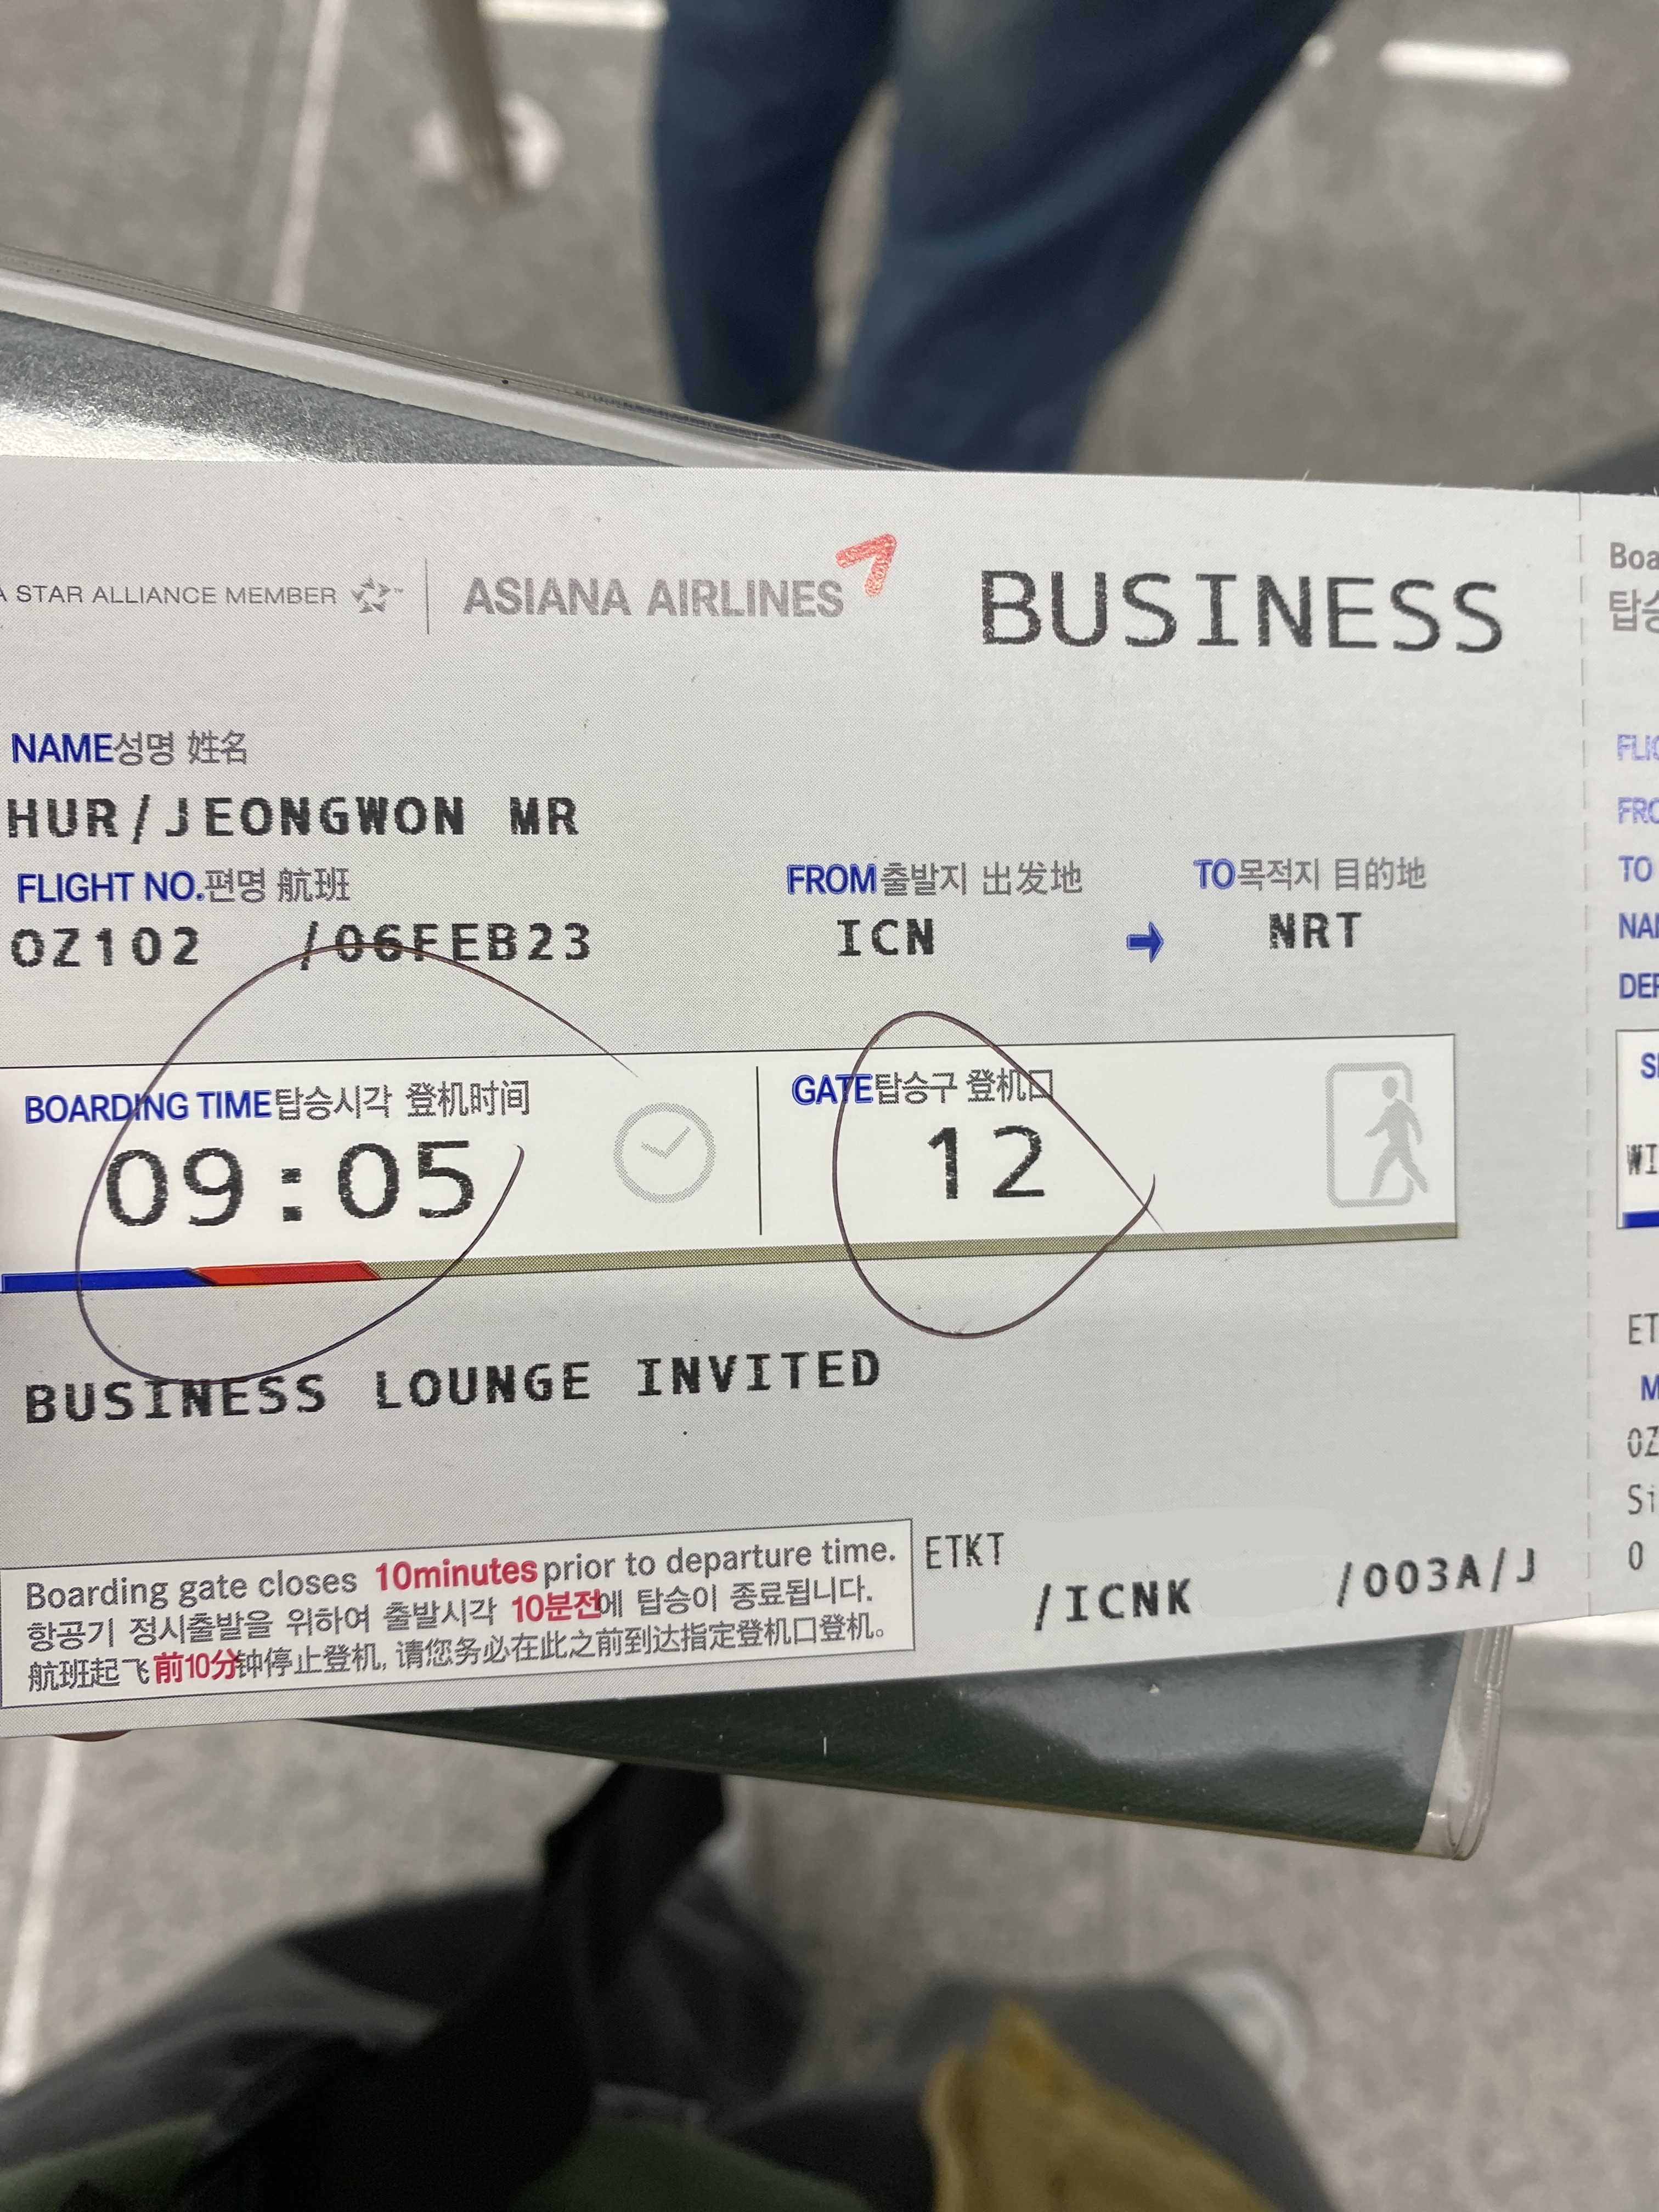 A STAR ALLIANCE MEMBER ASIANA AIRLINES BUSINESS
NAME성명 姓名
HUR/JEONGWON MR
FLIGHT NO.편명 航班 FROM출발지 出发地 TO목적지 目的地
OZ102 /06FEB23 ICN NRT
BOARDING TIME탑승시각 登机时间 GATE탑승구 登机口
09:05 12
BUSINESS LOUNGE INVITED
Boarding gate closes 10minutes prior to departure time.
항공기 정시출발을 위하여 출발시각 10분전에 탑승이 종료됩니다.
航班起飞前10分钟停止登机, 请您务必在此之前到达指定登机口登机。
ETKT
/ICNK /003A/J
TO
OZ
0